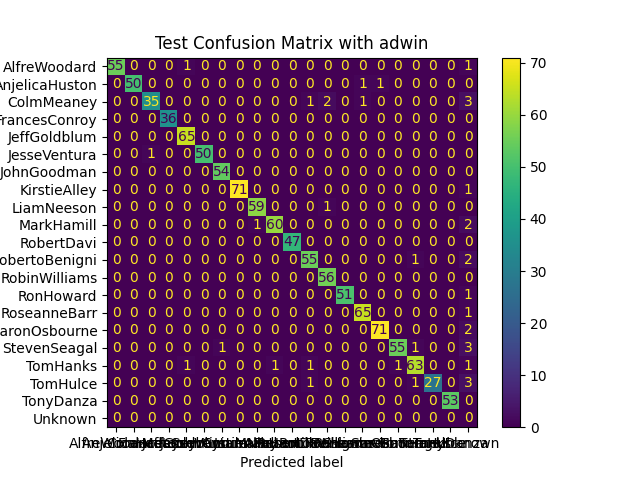 Test Confusion Matrix with adwin
AlfreWoodard 55 0 0 0 1 0 0 0 0 0 0 0 0 0 0 0 0 0 0 0 1
AnjelicaHuston 0 50 0 0 0 0 0 0 0 0 0 0 0 0 1 1 0 0 0 0 0
ColmMeaney 0 0 35 0 0 0 0 0 0 0 0 1 2 0 1 0 0 0 0 0 3
rancesConroy 0 0 0 36 0 0 0 0 0 0 0 0 0 0 0 0 0 0 0 0 0
JeffGoldblum 0 0 0 0 65 0 0 0 0 0 0 0 0 0 0 0 0 0 0 0 0
JesseVentura 0 0 1 0 0 50 0 0 0 0 0 0 0 0 0 0 0 0 0 0 0
JohnGoodman 0 0 0 0 0 0 54 0 0 0 0 0 0 0 0 0 0 0 0 0 0
KirstieAlley 0 0 0 0 0 0 0 71 0 0 0 0 0 0 0 0 0 0 0 0 1
LiamNeeson 0 0 0 0 0 0 0 0 59 0 0 0 1 0 0 0 0 0 0 0 0
MarkHamill 0 0 0 0 0 0 0 0 1 60 0 0 0 0 0 0 0 0 0 0 2
RobertDavi 0 0 0 0 0 0 0 0 0 0 47 0 0 0 0 0 0 0 0 0 0
obertoBenigni 0 0 0 0 0 0 0 0 0 0 0 55 0 0 0 0 0 1 0 0 2
RobinWilliams 0 0 0 0 0 0 0 0 0 0 0 0 56 0 0 0 0 0 0 0 0
RonHoward 0 0 0 0 0 0 0 0 0 0 0 0 0 51 0 0 0 0 0 0 1
RoseanneBarr 0 0 0 0 0 0 0 0 0 0 0 0 0 0 65 0 0 0 0 0 1
aronOsbourne 0 0 0 0 0 0 0 0 0 0 0 0 0 0 0 71 0 0 0 0 2
StevenSeagal 0 0 0 0 0 0 1 0 0 0 0 0 0 0 0 0 55 1 0 0 3
TomHanks 0 0 0 0 1 0 0 0 0 1 0 1 0 0 0 0 1 63 0 0 1
TomHulce 0 0 0 0 0 0 0 0 0 0 0 1 0 0 0 0 0 1 27 0 3
TonyDanza 0 0 0 0 0 0 0 0 0 0 0 0 0 0 0 0 0 0 0 53 0
Unknown 0 0 0 0 0 0 0 0 0 0 0 0 0 0 0 0 0 0 0 0 0
Predicted label
70
60
50
40
30
20
10
0